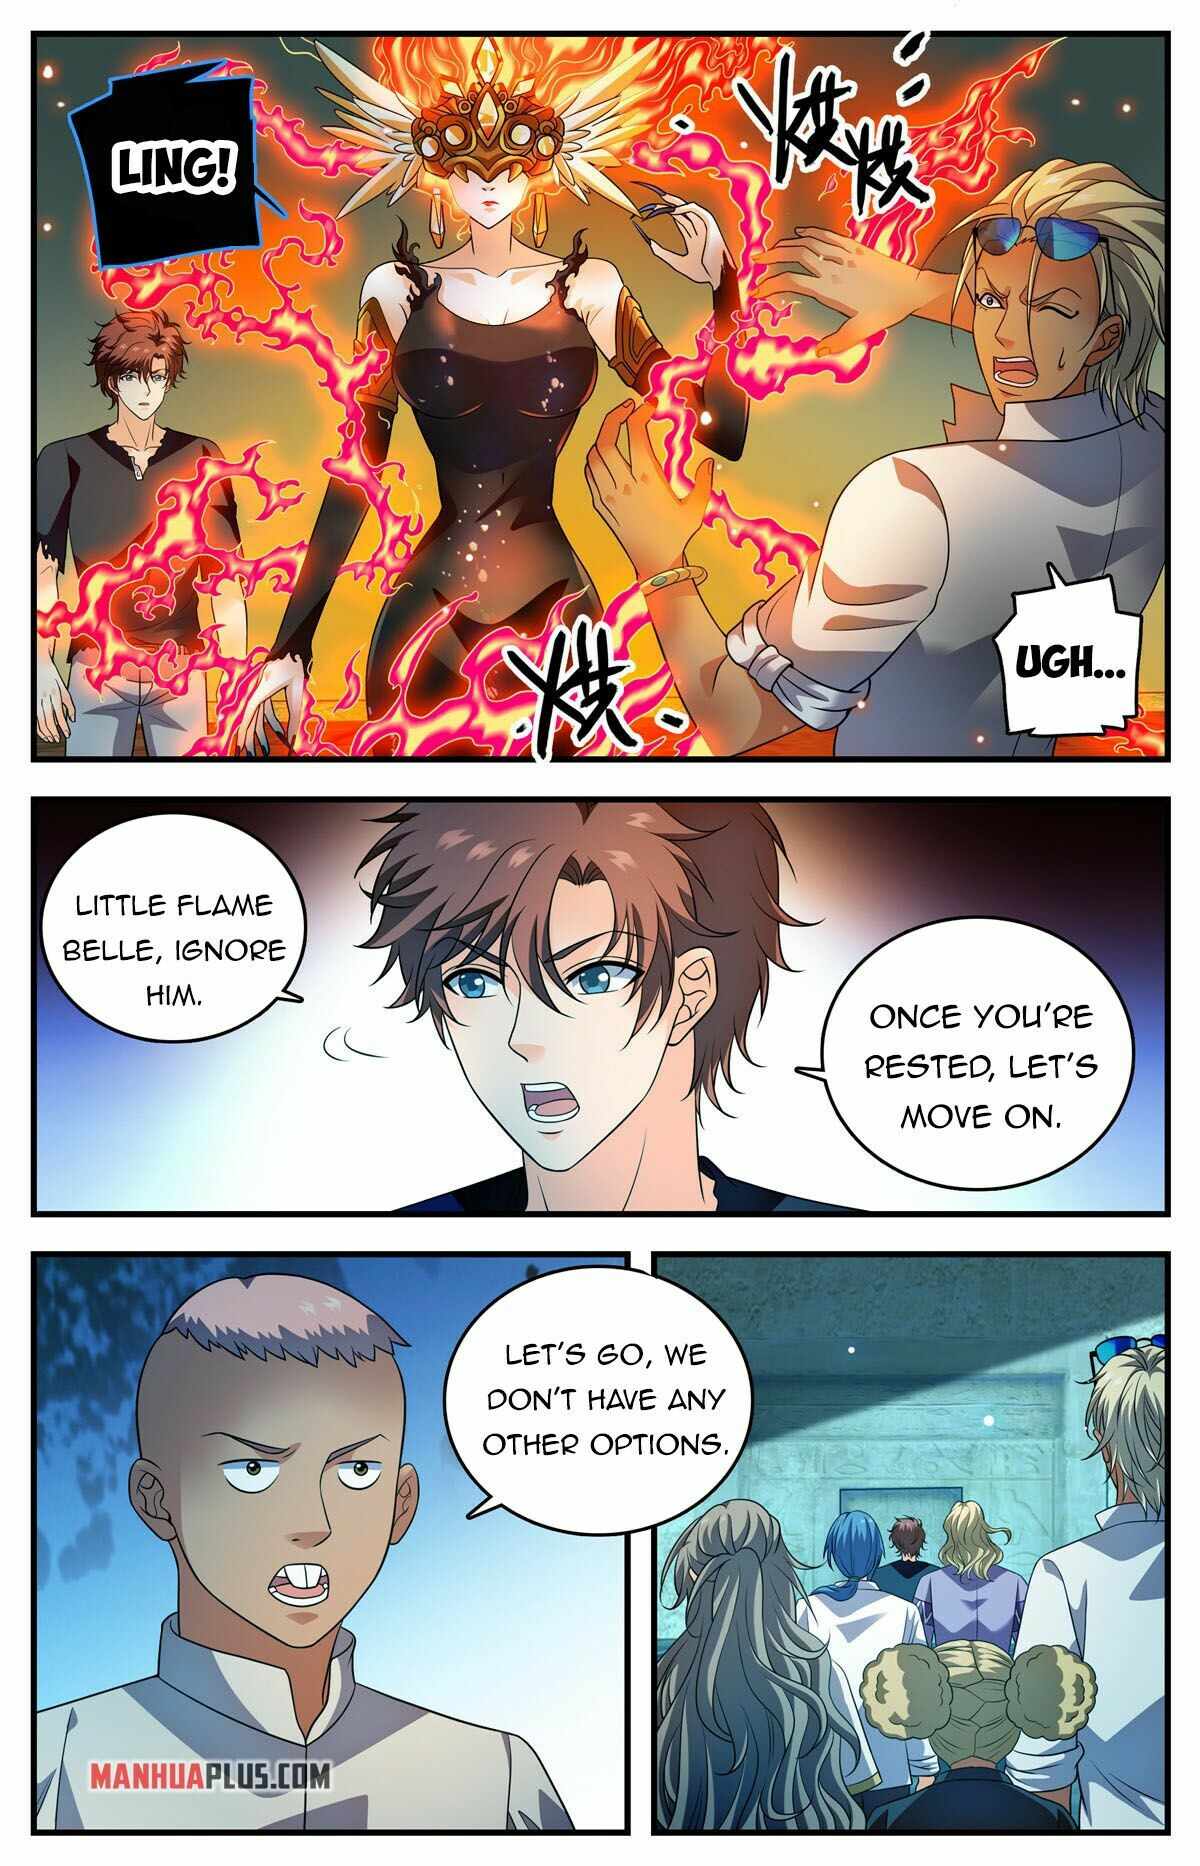 LING!
UGH...
LITTLE FLAME
BELLE, IGNORE
HIM.
ONCE YOU'RE
RESTED, LET'S
MOVE ON.
LET'S GO, WE
DON'T HAVE ANY
OTHER OPTIONS.
MANHUAPLUS.COM